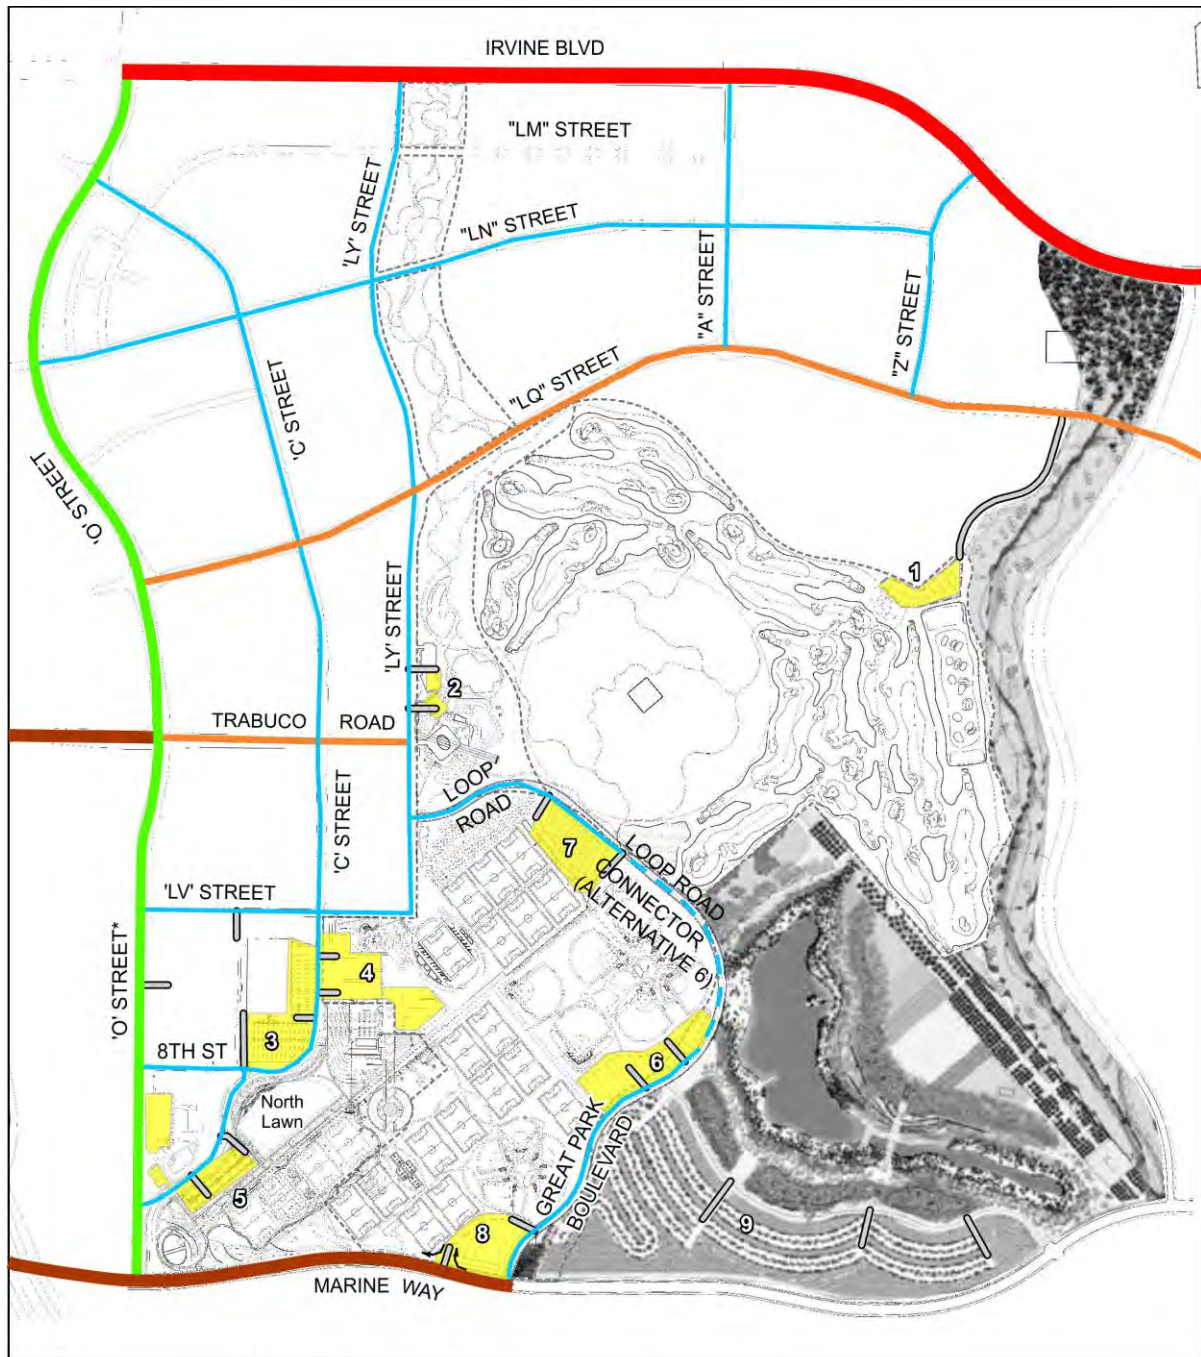 IRVINE BLVD
"LM" STREET
'LY' STREET
"LN" STREET
"A" STREET
"Z" STREET
'C' STREET
"LQ" STREET
'O' STREET
1
'LY' STREET
2
TRABUCO ROAD
LOOP'
ROAD
'C' STREET
7
LOOP ROAD
CONNECTOR
(ALTERNATIVE 6)
'LV' STREET
'O' STREET*
4
3
8TH ST
6
North
Lawn
GREAT PARK
BOULEVARD
5
8
9
MARINE WAY